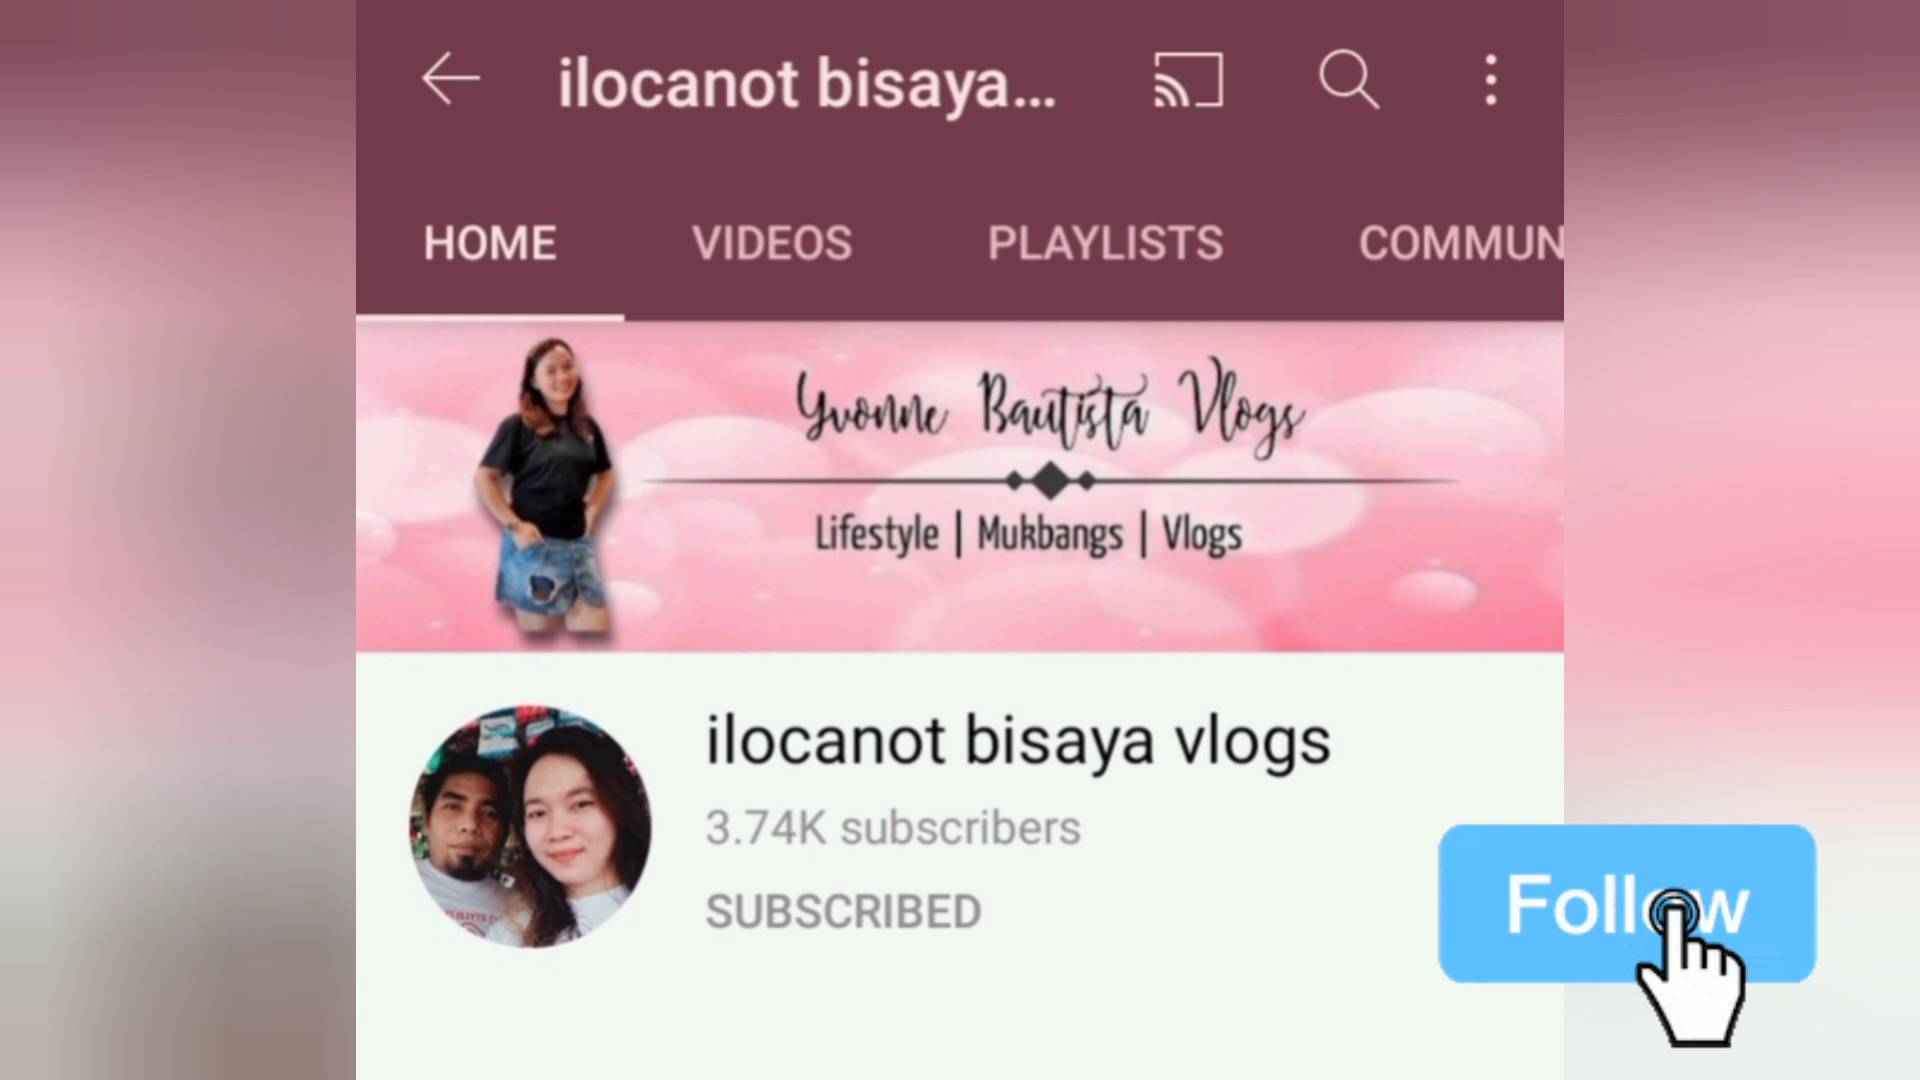 ilocanot bisaya...
HOME VIDEOS PLAYLISTS COMMUN
Yvonne Bautista Vlogs
Lifestyle | Mukbangs | Vlogs
ilocanot bisaya vlogs
3.74K subscribers
SUBSCRIBED
Follow